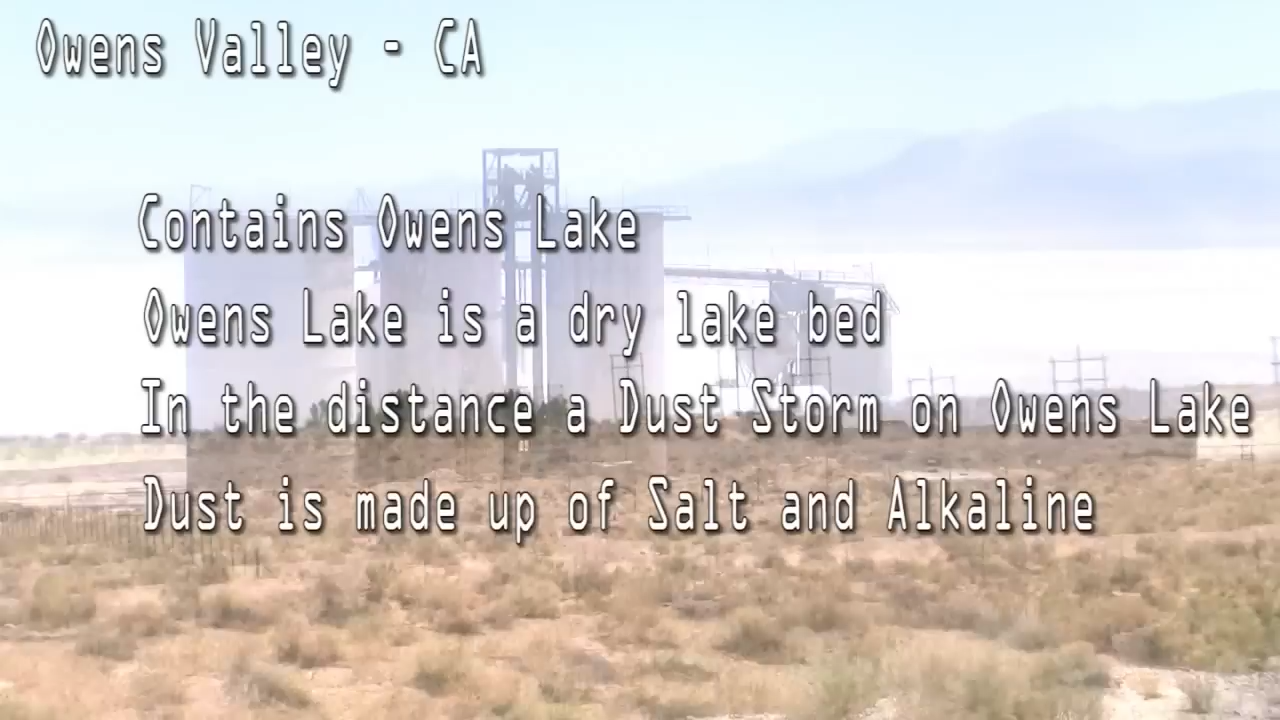 Owens Valley - CA
Contains Owens Lake
Owens Lake is a dry lake bed
In the distance a Dust Storm on Owens Lake
Dust is made up of Salt and Alkaline